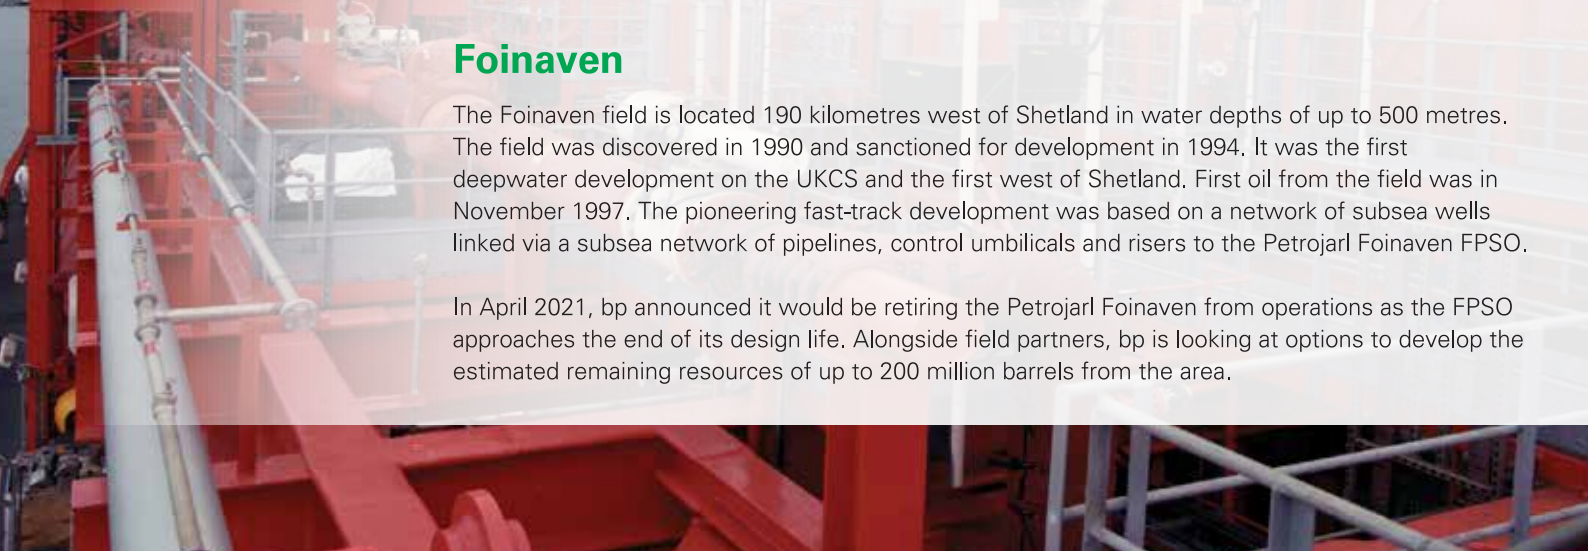 Foinaven
The Foinaven field is located 190 kilometres west of Shetland in water depths of up to 500 metres.
The field was discovered in 1990 and sanctioned for development in 1994. It was the first
deepwater development on the UKCS and the first west of Shetland. First oil from the field was in
November 1997. The pioneering fast-track development was based on a network of subsea wells
linked via a subsea network of pipelines, control umbilicals and risers to the Petrojarl Foinaven FPSO.
In April 2021, bp announced it would be retiring the Petrojarl Foinaven from operations as the FPSO
approaches the end of its design life. Alongside field partners, bp is looking at options to develop the
estimated remaining resources of up to 200 million barrels from the area.